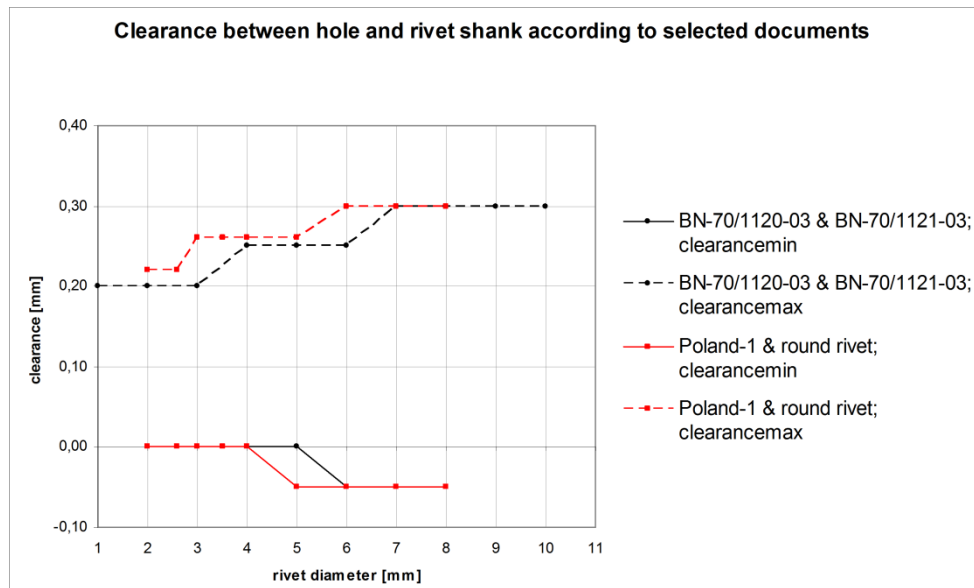 Clearance between hole and rivet shank according to selected documents
0,40
0,30
0,20
0,10
0,00
-0,10
clearance [mm]
1 2 3 4 5 6 7 8 9 10 11
rivet diameter [mm]
BN-70/1120-03 & BN-70/1121-03;
clearancemin
BN-70/1120-03 & BN-70/1121-03;
clearancemax
Poland-1 & round rivet;
clearancemin
Poland-1 & round rivet;
clearancemax